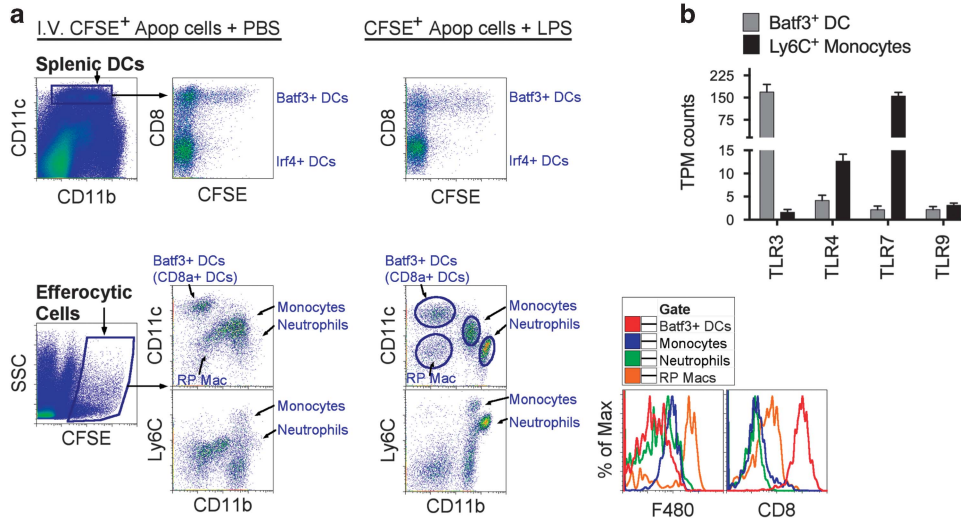 a
I.V. CFSE+ Apop cells + PBS
CFSE+ Apop cells + LPS
Splenic DCs
CD11c
CD11b
CD8
CFSE
Batf3+ DCs
Irf4+ DCs
CD8
CFSE
Batf3+ DCs
Irf4+ DCs
Efferocytic
Cells
SSC
CFSE
Batf3+ DCs
(CD8a+ DCs)
CD11c
Monocytes
Neutrophils
RP Mac
Ly6C
Monocytes
Neutrophils
CD11b
Batf3+ DCs
(CD8a+ DCs)
CD11c
Monocytes
Neutrophils
RP Mac
Ly6C
Monocytes
Neutrophils
CD11b
b
Batf3+ DC
Ly6C+ Monocytes
TPM counts
225
150
75
15
10
5
0
TLR3
TLR4
TLR7
TLR9
Gate
Batf3+ DCs
Monocytes
Neutrophils
RP Macs
% of Max
F480
CD8